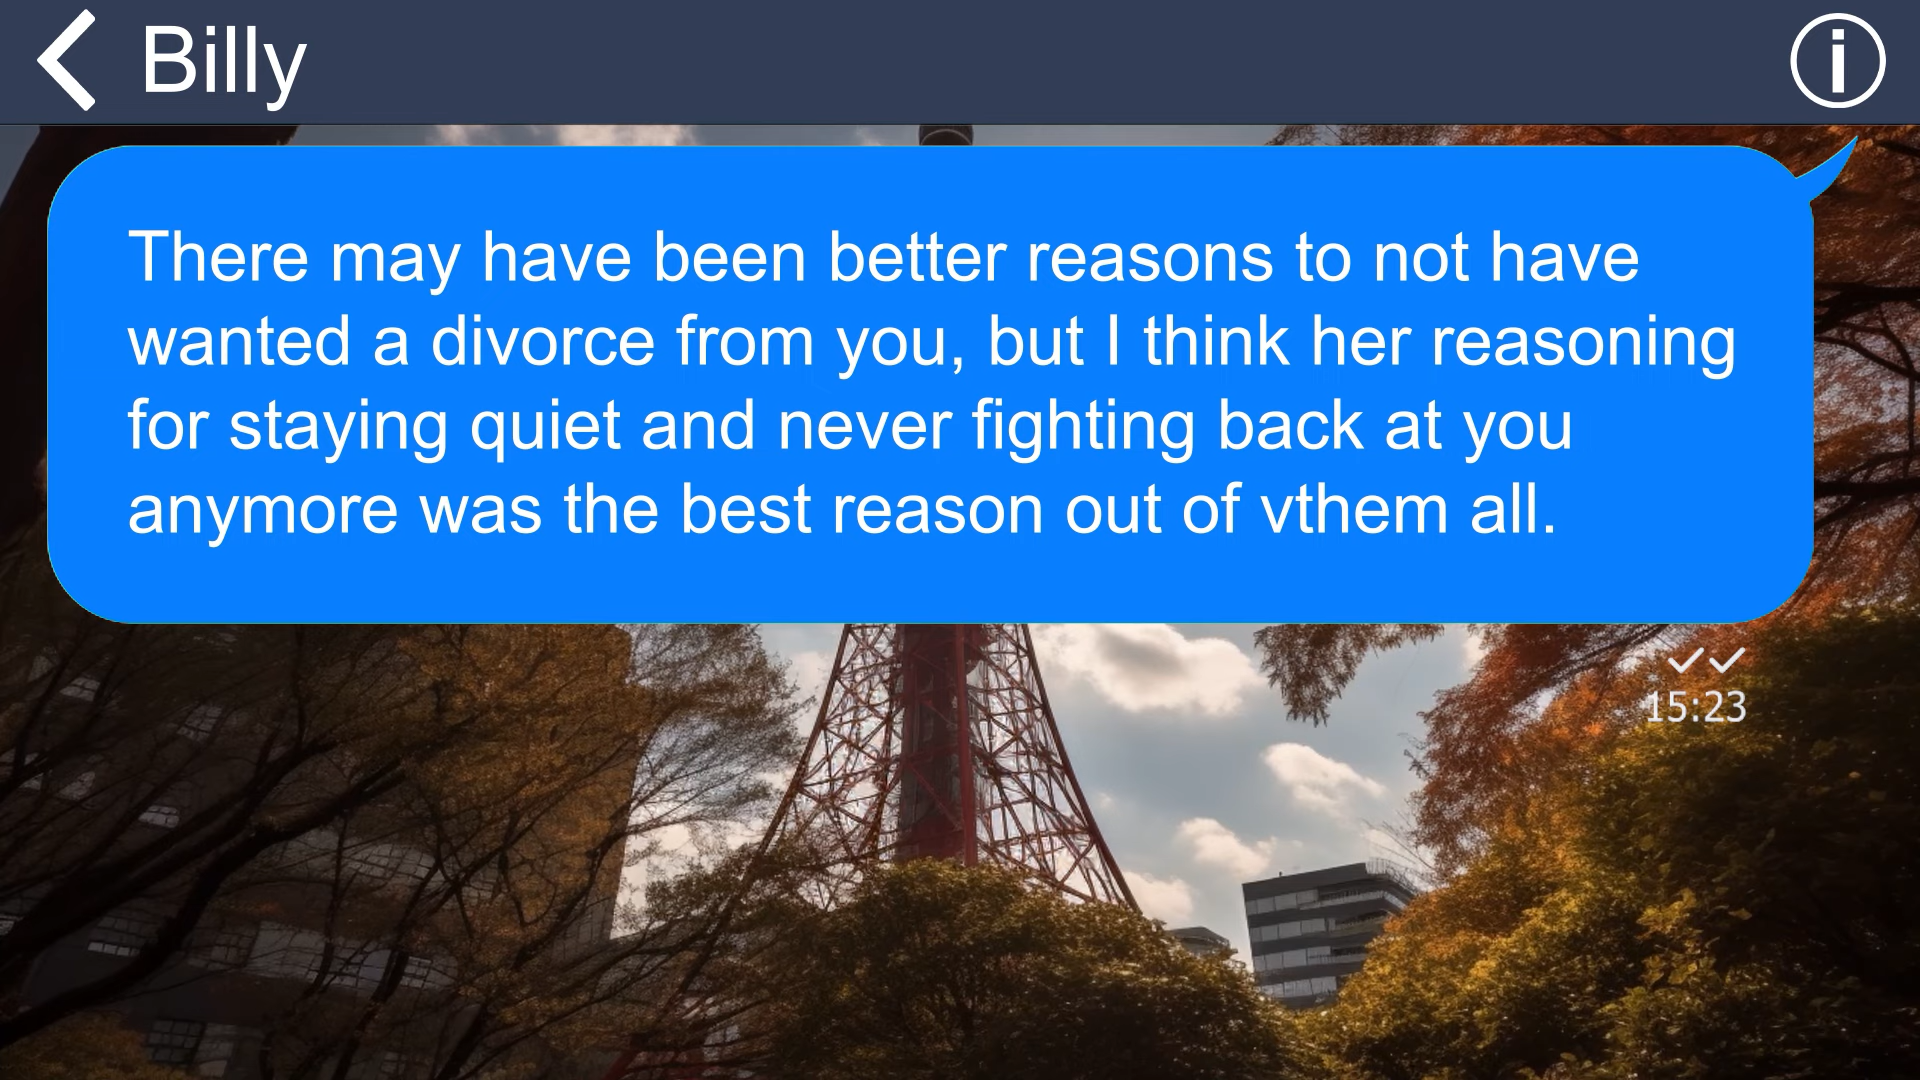 Billy
There may have been better reasons to not have
wanted a divorce from you, but I think her reasoning
for staying quiet and never fighting back at you
anymore was the best reason out of vthem all.
15:23